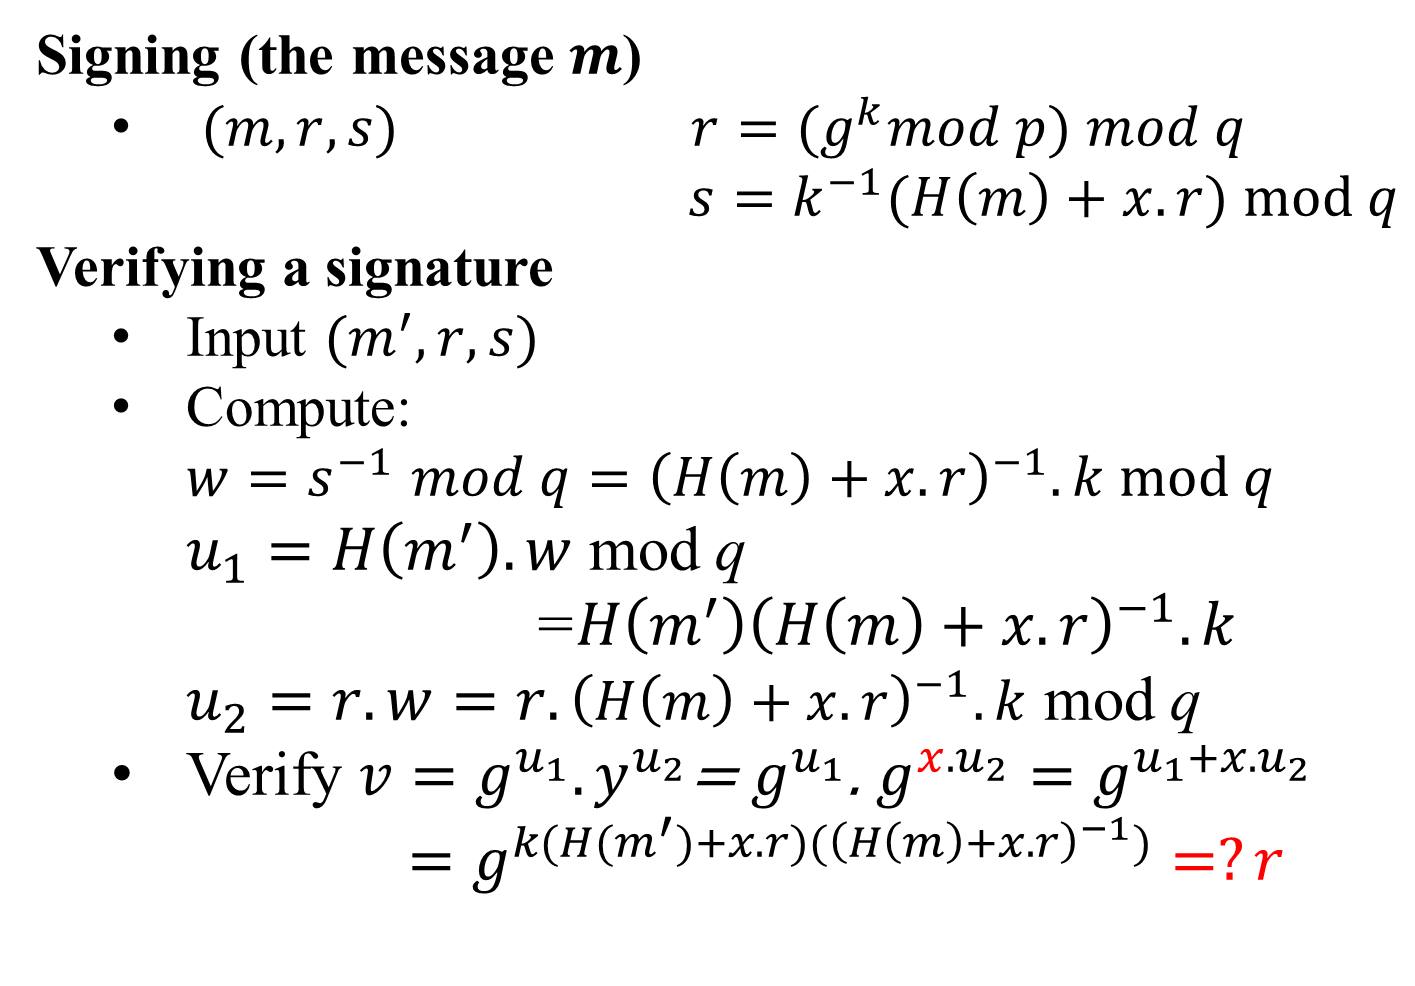 Signing (the message m)
• (m, r, s) r = (g^k mod p) mod q
s = k^{−1}(H(m) + x.r) mod q
Verifying a signature
• Input (m′, r, s)
• Compute:
w = s^{−1} mod q = (H(m) + x.r)^{−1}.k mod q
u_1 = H(m′).w mod q
=H(m′)(H(m) + x.r)^{−1}.k
u_2 = r.w = r.(H(m) + x.r)^{−1}.k mod q
• Verify v = g^{u_1}.y^{u_2} = g^{u_1}.g^{x.u_2} = g^{u_1+x.u_2}
= g^{k(H(m′)+x.r)((H(m)+x.r)^{−1})} =? r